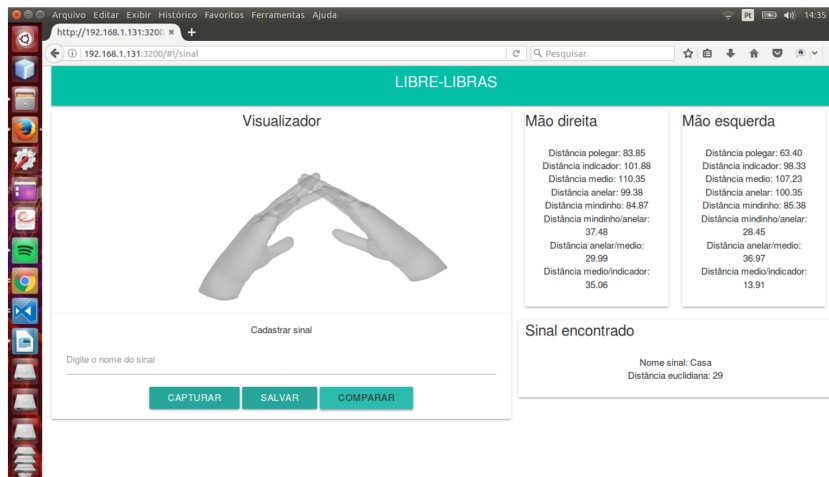 Arquivo Editar Exibir Histórico Favoritos Ferramentas Ajuda
Pt
14:35
http://192.168.1.131:3200
192.168.1.131:3200/#!/sinal
Pesquisar
LIBRE-LIBRAS
Visualizador
Cadastrar sinal
Digite o nome do sinal
CAPTURAR
SALVAR
COMPARAR
Mão direita
Distância polegar: 83.85
Distância indicador: 101.88
Distância medio: 110.35
Distância anelar: 99.38
Distância mindinho: 84.87
Distância mindinho/anelar:
37.48
Distância anelar/medio:
29.99
Distância medio/indicador:
35.06
Mão esquerda
Distância polegar: 63.40
Distância indicador: 98.33
Distância medio: 107.23
Distância anelar: 100.35
Distância mindinho: 85.38
Distância mindinho/anelar:
28.45
Distância anelar/medio:
36.97
Distância medio/indicador:
13.91
Sinal encontrado
Nome sinal: Casa
Distância euclidiana: 29